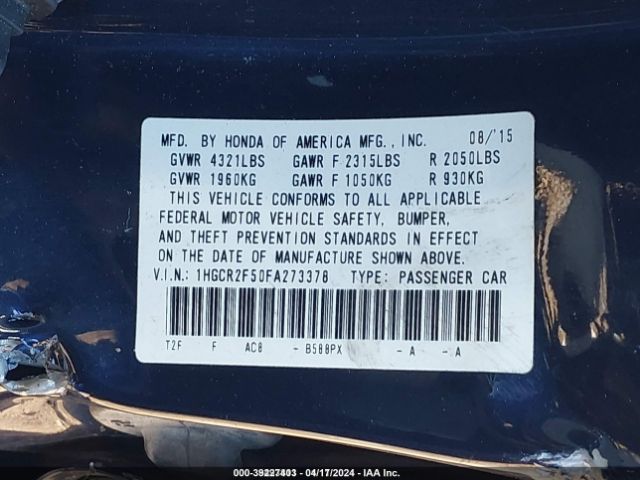 MFD. BY HONDA OF AMERICA MFG., INC. 08/'15
GVWR 4321LBS GAWR F 2315LBS R 2050LBS
GVWR 1960KG GAWR F 1050KG R 930KG
THIS VEHICLE CONFORMS TO ALL APPLICABLE
FEDERAL MOTOR VEHICLE SAFETY, BUMPER,
AND THEFT PREVENTION STANDARDS IN EFFECT
ON THE DATE OF MANUFACTURE SHOWN ABOVE.
V.I.N.: 1HGCR2F50FA273378 TYPE: PASSENGER CAR
T2F F AC8 - B588PX - A - A
04/17/2024 - IAA Inc.